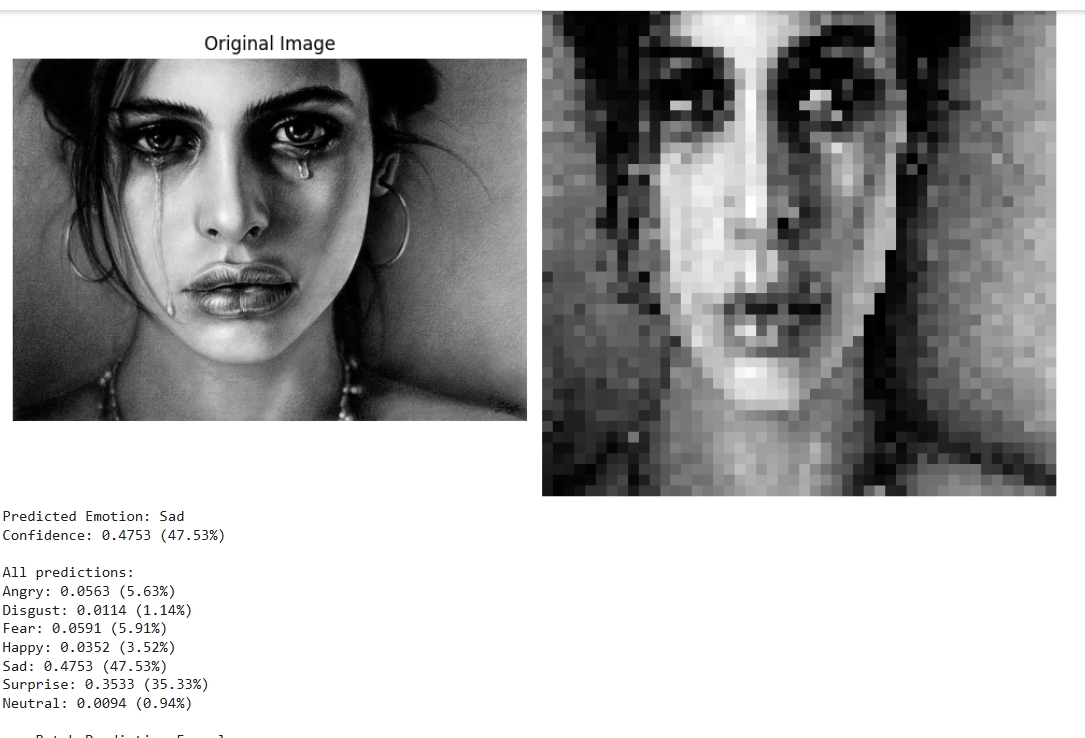 Original Image
Predicted Emotion: Sad
Confidence: 0.4753 (47.53%)
All predictions:
Angry: 0.0563 (5.63%)
Disgust: 0.0114 (1.14%)
Fear: 0.0591 (5.91%)
Happy: 0.0352 (3.52%)
Sad: 0.4753 (47.53%)
Surprise: 0.3533 (35.33%)
Neutral: 0.0094 (0.94%)